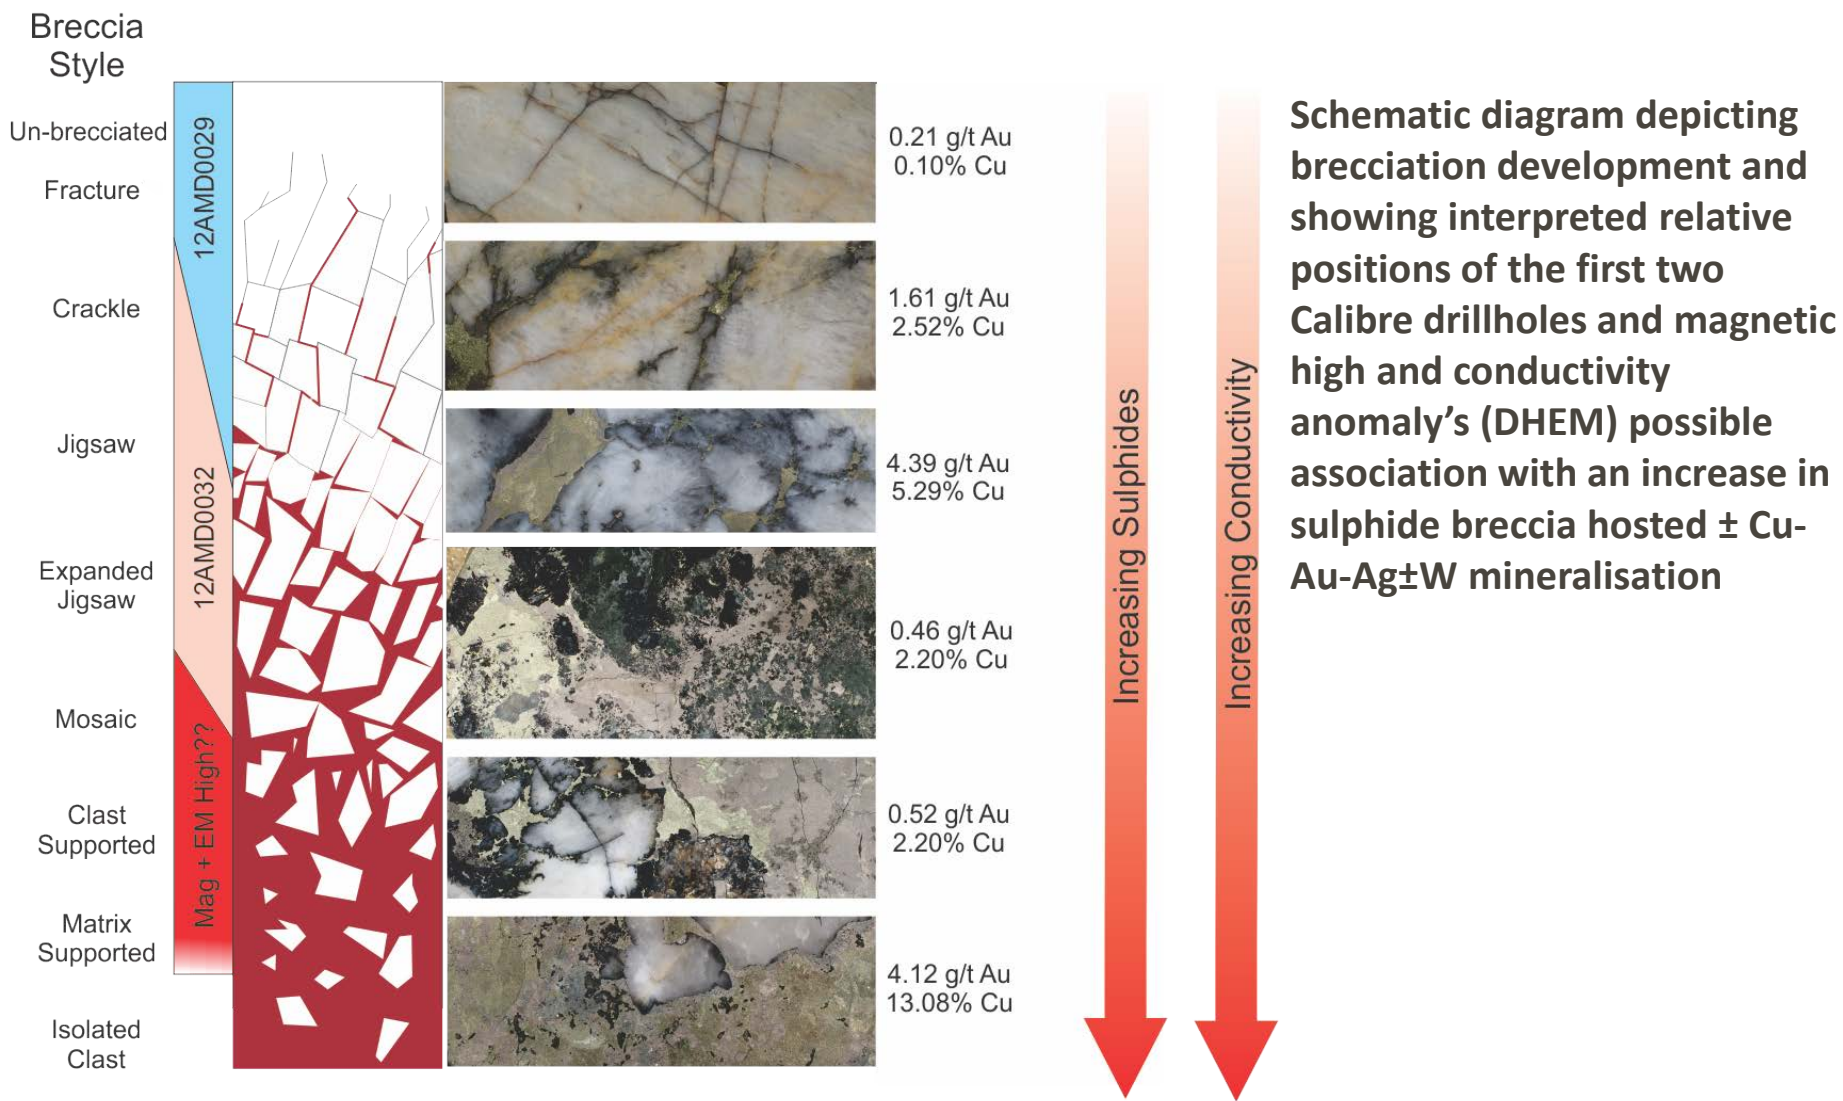 Breccia
Style
Un-brecciated
Fracture
Crackle
Jigsaw
Expanded
Jigsaw
Mosaic
Clast
Supported
Matrix
Supported
Isolated
Clast
12AMD0029
12AMD0032
Mag + EM High??
0.21 g/t Au
0.10% Cu
1.61 g/t Au
2.52% Cu
4.39 g/t Au
5.29% Cu
0.46 g/t Au
2.20% Cu
0.52 g/t Au
2.20% Cu
4.12 g/t Au
13.08% Cu
Increasing Sulphides
Increasing Conductivity
Schematic diagram depicting
brecciation development and
showing interpreted relative
positions of the first two
Calibre drillholes and magnetic
high and conductivity
anomaly’s (DHEM) possible
association with an increase in
sulphide breccia hosted ± Cu-
Au-Ag±W mineralisation